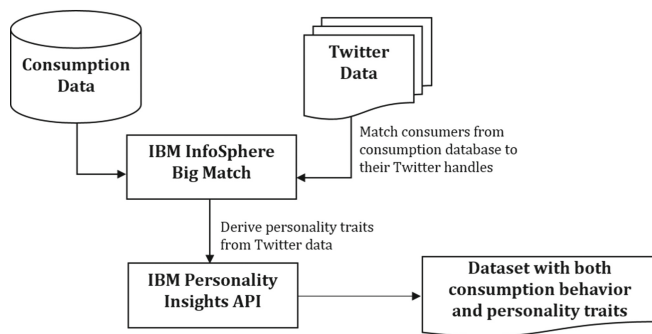 Consumption
Data
Twitter
Data
Match consumers from
consumption database to
their Twitter handles
IBM InfoSphere
Big Match
Derive personality traits
from Twitter data
IBM Personality
Insights API
Dataset with both
consumption behavior
and personality traits